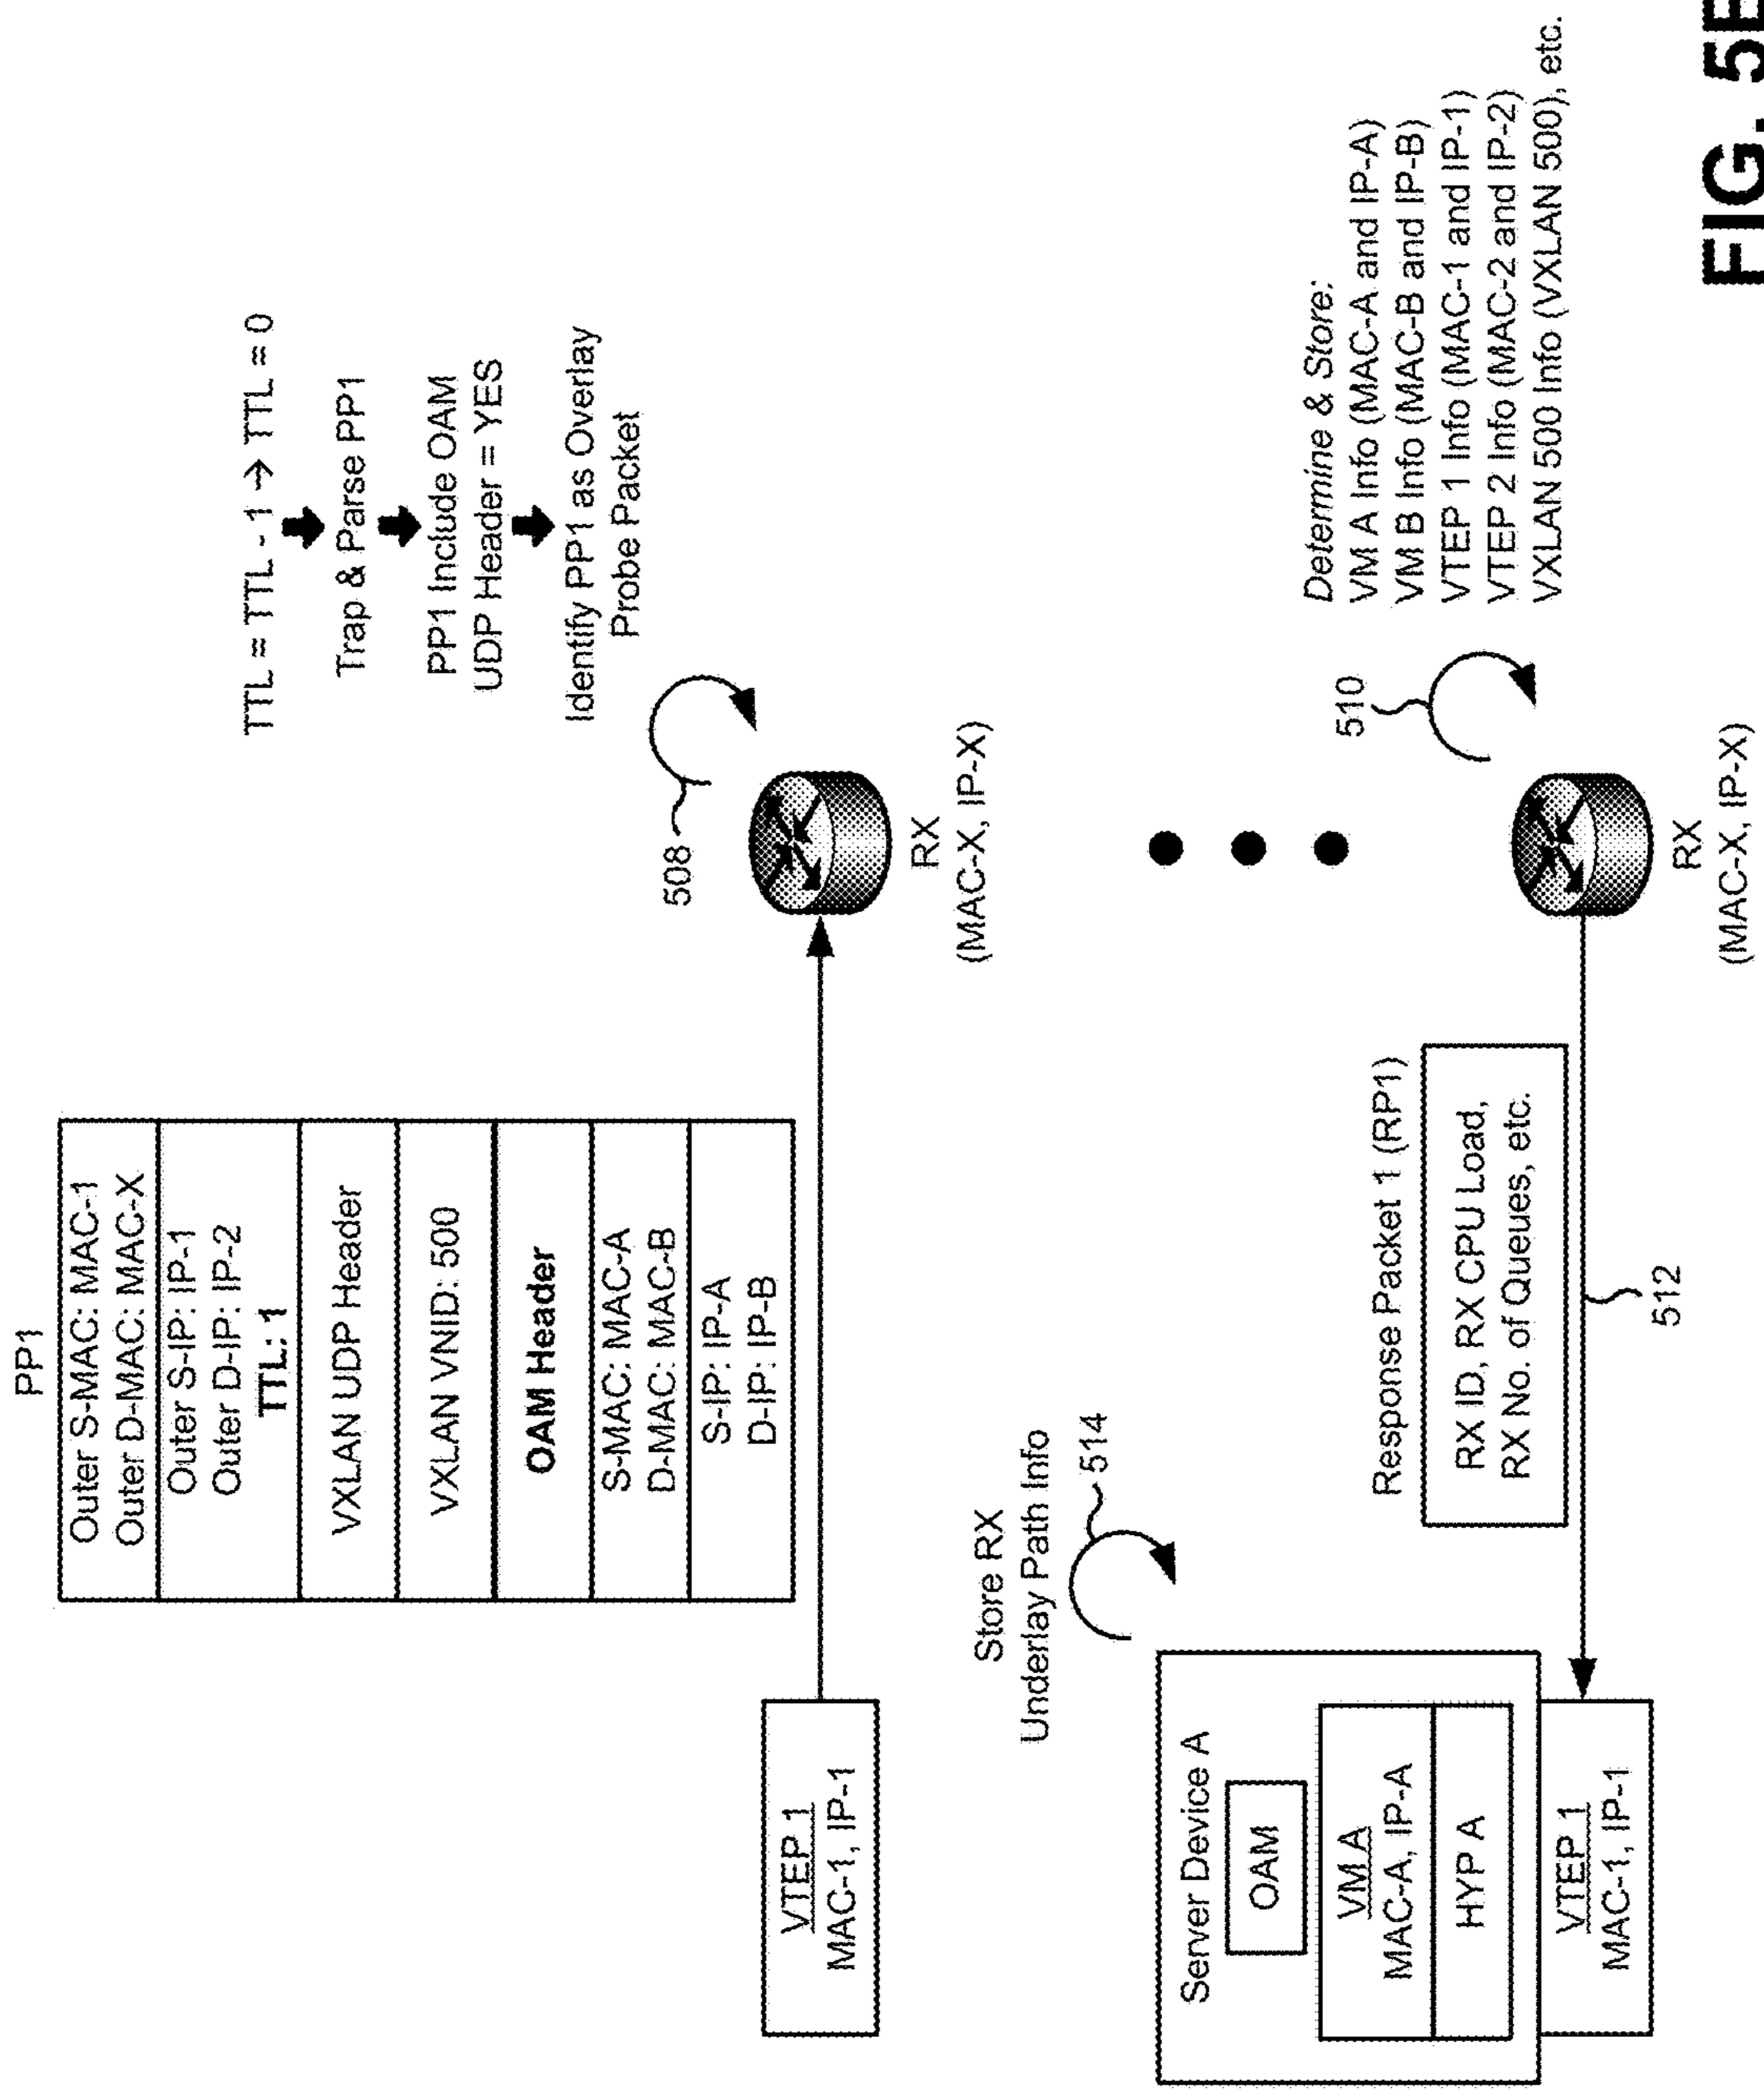 PP1
Outer S-MAC: MAC-1
Outer D-MAC: MAC-X
Outer S-IP: IP-1
Outer D-IP: IP-2
TTL: 1
VXLAN UDP Header
VXLAN VNID: 500
OAM Header
S-MAC: MAC-A
D-MAC: MAC-B
S-IP: IP-A
D-IP: IP-B
TTL = TTL - 1 → TTL = 0
Trap & Parse PP1
PP1 Include OAM
UDP Header = YES
Identify PP1 as Overlay
Probe Packet
508
VTEP 1
MAC-1, IP-1
RX
(MAC-X, IP-X)
Store RX
Underlay Path Info
514
Server Device A
OAM
VM A
MAC-A, IP-A
HYP A
VTEP 1
MAC-1, IP-1
Response Packet 1 (RP1)
RX ID, RX CPU Load,
RX No. of Queues, etc.
512
510
Determine & Store:
VM A Info (MAC-A and IP-A)
VM B Info (MAC-B and IP-B)
VTEP 1 Info (MAC-1 and IP-1)
VTEP 2 Info (MAC-2 and IP-2)
VXLAN 500 Info (VXLAN 500), etc.
RX
(MAC-X, IP-X)
FIG. 5B